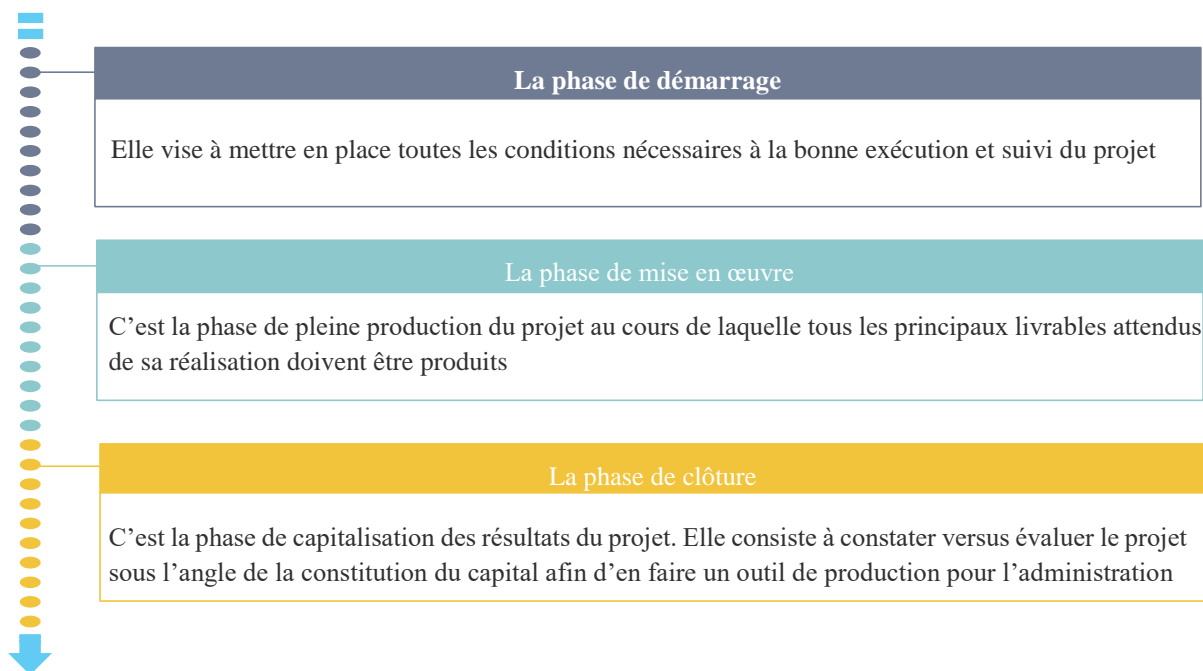 La phase de démarrage
Elle vise à mettre en place toutes les conditions nécessaires à la bonne exécution et suivi du projet
La phase de mise en œuvre
C’est la phase de pleine production du projet au cours de laquelle tous les principaux livrables attendus
de sa réalisation doivent être produits
La phase de clôture
C’est la phase de capitalisation des résultats du projet. Elle consiste à constater versus évaluer le projet
sous l’angle de la constitution du capital afin d’en faire un outil de production pour l’administration